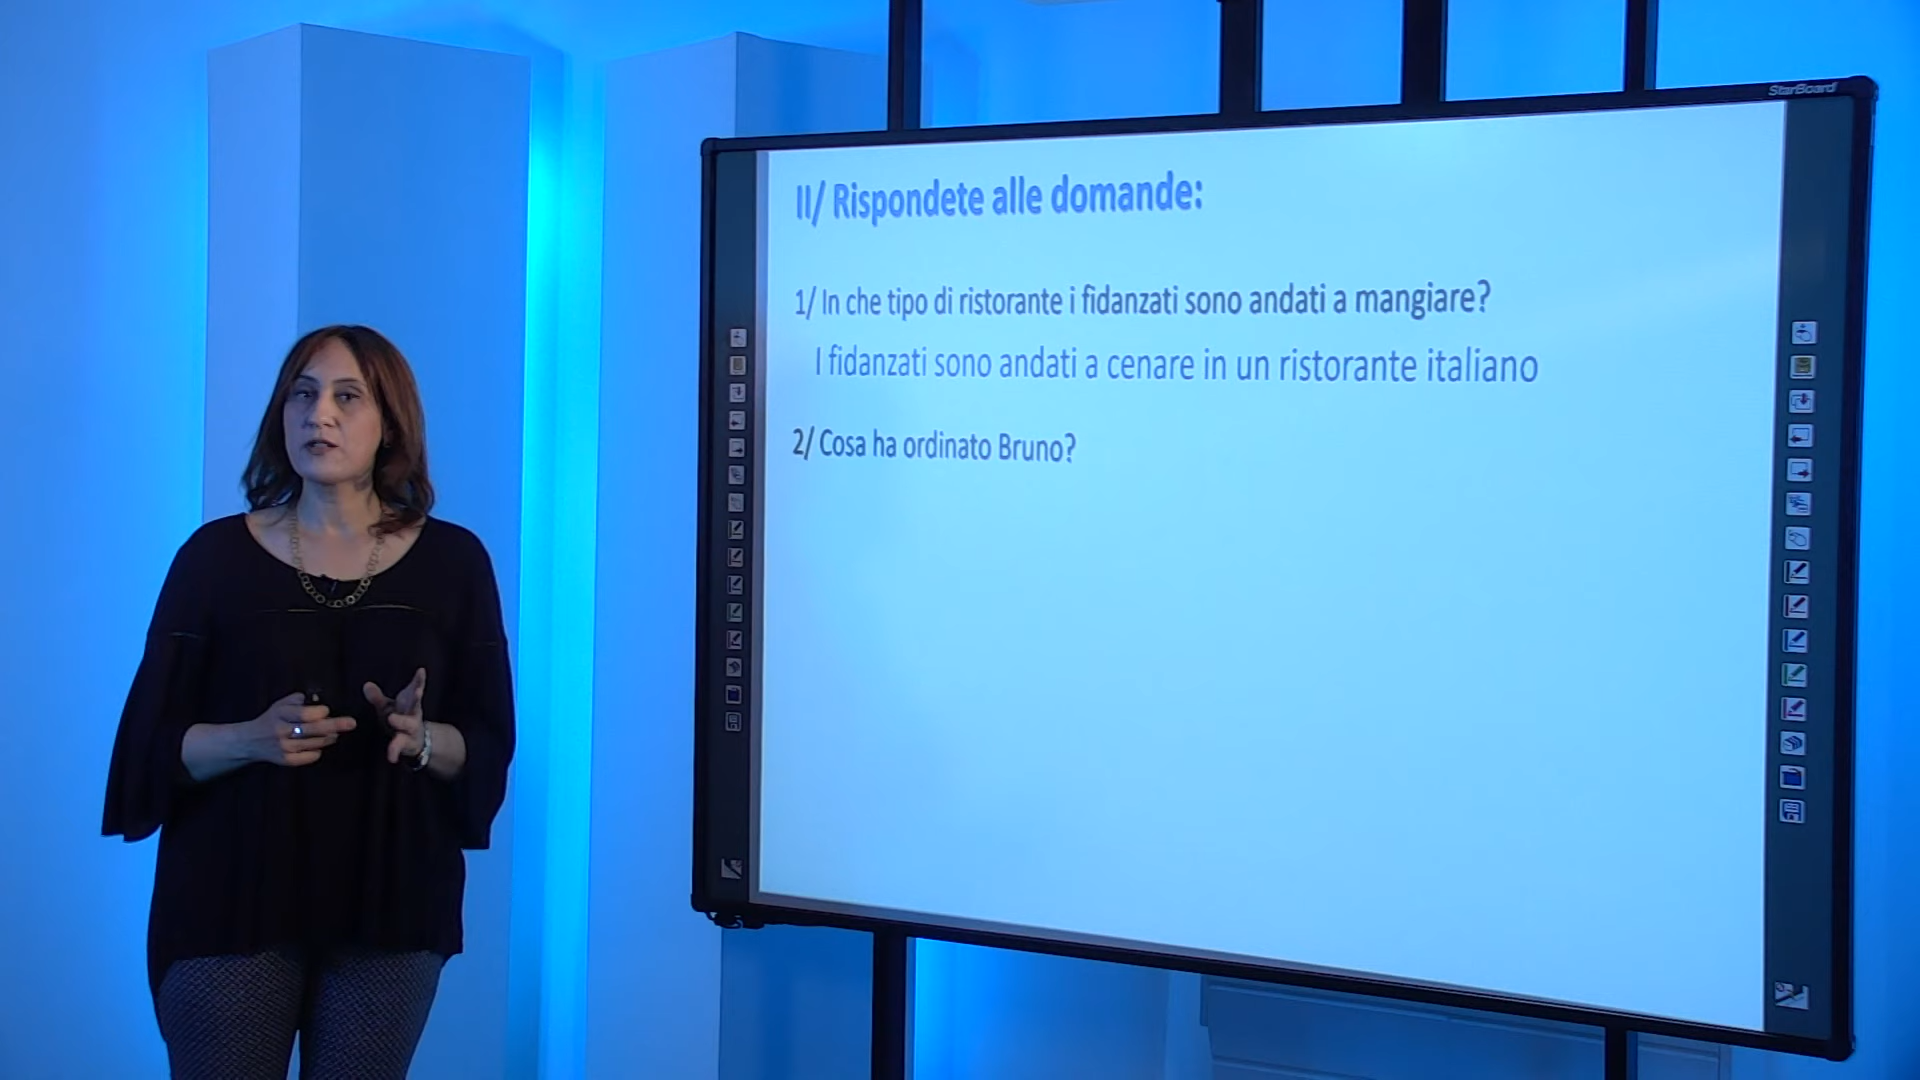 StarBoard
II/ Rispondete alle domande:
1/ In che tipo di ristorante i fidanzati sono andati a mangiare?
I fidanzati sono andati a cenare in un ristorante italiano
2/ Cosa ha ordinato Bruno?